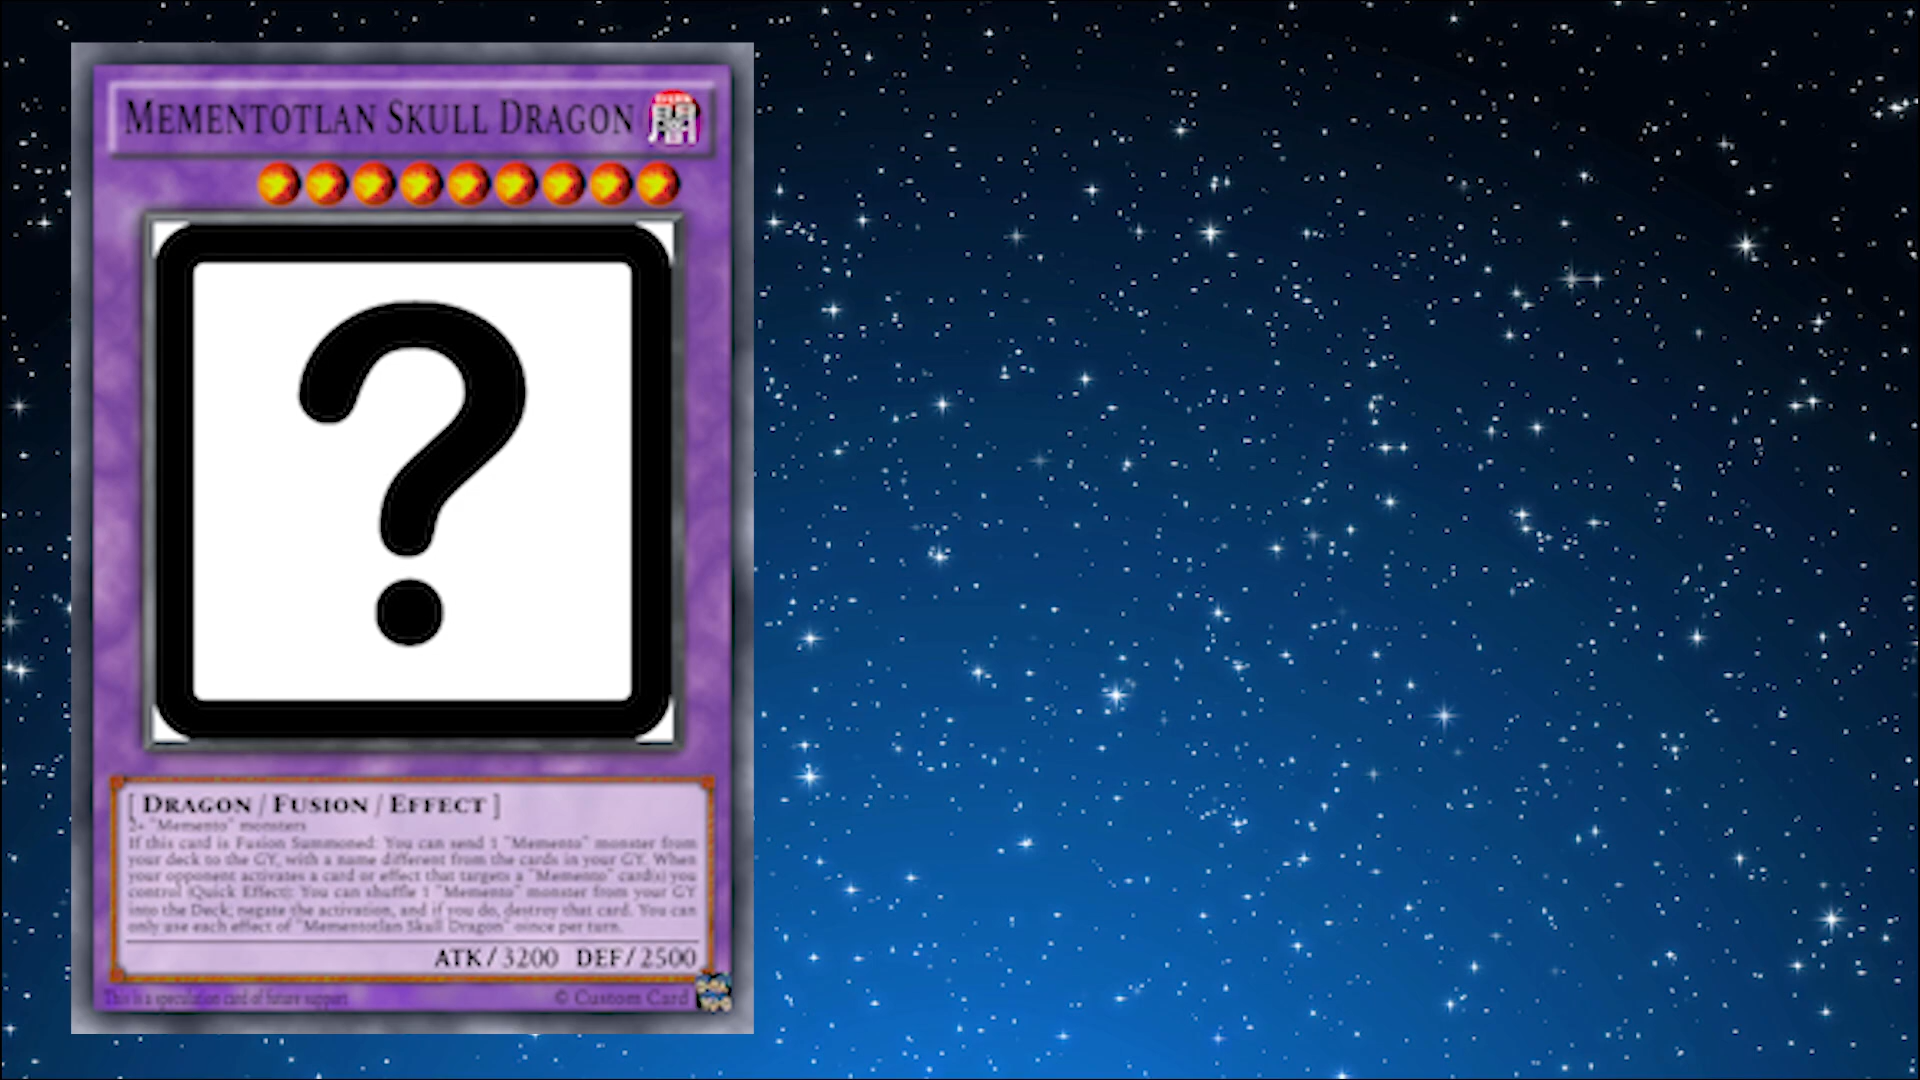 MEMENTOTLAN SKULL DRAGON
闇
[ DRAGON / FUSION / EFFECT ]
2+ "Memento" monsters
If this card is Fusion Summoned: You can send 1 "Memento" monster from
your deck to the GY, with a name different from the cards in your GY. When
your opponent activates a card or effect that targets a "Memento" card(s) you
control (Quick Effect): You can shuffle 1 "Memento" monster from your GY
into the Deck; negate the activation, and if you do, destroy that card. You can
only use each effect of "Mementotlan Skull Dragon" oince per turn.
ATK/3200 DEF/2500
This is a speculation card of future support
© Custom Card